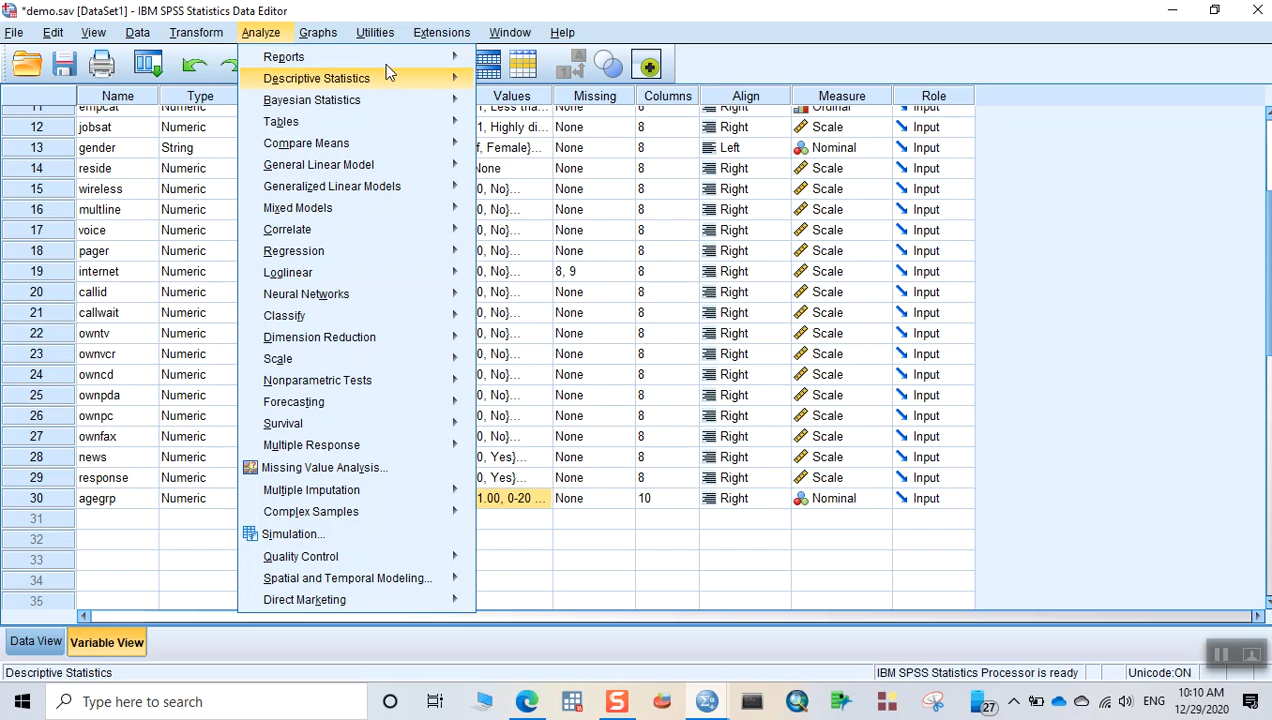 *demo.sav [DataSet1] - IBM SPSS Statistics Data Editor
File Edit View Data Transform Analyze Graphs Utilities Extensions Window Help
Reports
Descriptive Statistics
Bayesian Statistics
Tables
Compare Means
General Linear Model
Generalized Linear Models
Mixed Models
Correlate
Regression
Loglinear
Neural Networks
Classify
Dimension Reduction
Scale
Nonparametric Tests
Forecasting
Survival
Multiple Response
Missing Value Analysis...
Multiple Imputation
Complex Samples
Simulation...
Quality Control
Spatial and Temporal Modeling...
Direct Marketing
Name Type Values Missing Columns Align Measure Role
11 empcat Numeric 1, Less tha... None 8 Right Ordinal Input
12 jobsat Numeric 1, Highly di... None 8 Right Scale Input
13 gender String f, Female}... None 8 Left Nominal Input
14 reside Numeric None None 8 Right Scale Input
15 wireless Numeric 0, No}... None 8 Right Scale Input
16 multline Numeric 0, No}... None 8 Right Scale Input
17 voice Numeric 0, No}... None 8 Right Scale Input
18 pager Numeric 0, No}... None 8 Right Scale Input
19 internet Numeric 0, No}... 8, 9 8 Right Scale Input
20 callid Numeric 0, No}... None 8 Right Scale Input
21 callwait Numeric 0, No}... None 8 Right Scale Input
22 owntv Numeric 0, No}... None 8 Right Scale Input
23 ownvcr Numeric 0, No}... None 8 Right Scale Input
24 owncd Numeric 0, No}... None 8 Right Scale Input
25 ownpda Numeric 0, No}... None 8 Right Scale Input
26 ownpc Numeric 0, No}... None 8 Right Scale Input
27 ownfax Numeric 0, No}... None 8 Right Scale Input
28 news Numeric 0, Yes}... None 8 Right Scale Input
29 response Numeric 0, Yes}... None 8 Right Scale Input
30 agegrp Numeric 1.00, 0-20 ... None 10 Right Nominal Input
31
32
33
34
35
Data View Variable View
Descriptive Statistics IBM SPSS Statistics Processor is ready Unicode:ON
Type here to search 27 ENG 10:10 AM
12/29/2020